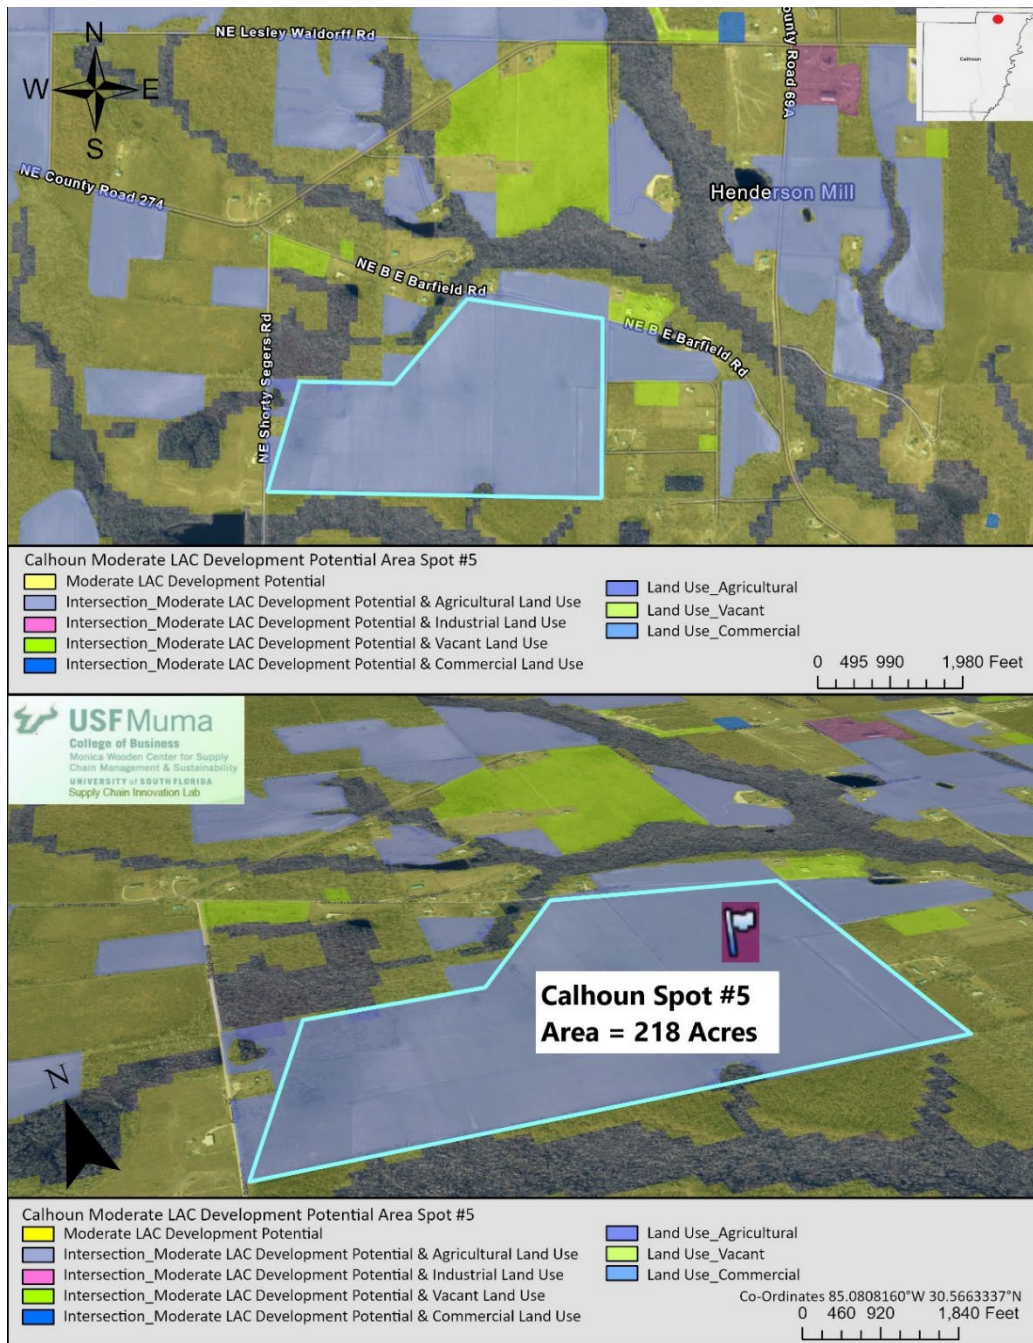 NE Lesley Waldorff Rd
County Road 69A
Calhoun
N
W E
S
NE County Road 274
Henderson Mill
NE B E Barfield Rd
NE B E Barfield Rd
NE Shorty Segers Rd
Calhoun Moderate LAC Development Potential Area Spot #5
Moderate LAC Development Potential
Intersection_Moderate LAC Development Potential & Agricultural Land Use
Intersection_Moderate LAC Development Potential & Industrial Land Use
Intersection_Moderate LAC Development Potential & Vacant Land Use
Intersection_Moderate LAC Development Potential & Commercial Land Use
Land Use_Agricultural
Land Use_Vacant
Land Use_Commercial
0 495 990 1,980 Feet
USFMuma
College of Business
Monica Wooden Center for Supply
Chain Management & Sustainability
UNIVERSITY of SOUTH FLORIDA
Supply Chain Innovation Lab
Calhoun Spot #5
Area = 218 Acres
N
Calhoun Moderate LAC Development Potential Area Spot #5
Moderate LAC Development Potential
Intersection_Moderate LAC Development Potential & Agricultural Land Use
Intersection_Moderate LAC Development Potential & Industrial Land Use
Intersection_Moderate LAC Development Potential & Vacant Land Use
Intersection_Moderate LAC Development Potential & Commercial Land Use
Land Use_Agricultural
Land Use_Vacant
Land Use_Commercial
Co-Ordinates 85.0808160°W 30.5663337°N
0 460 920 1,840 Feet